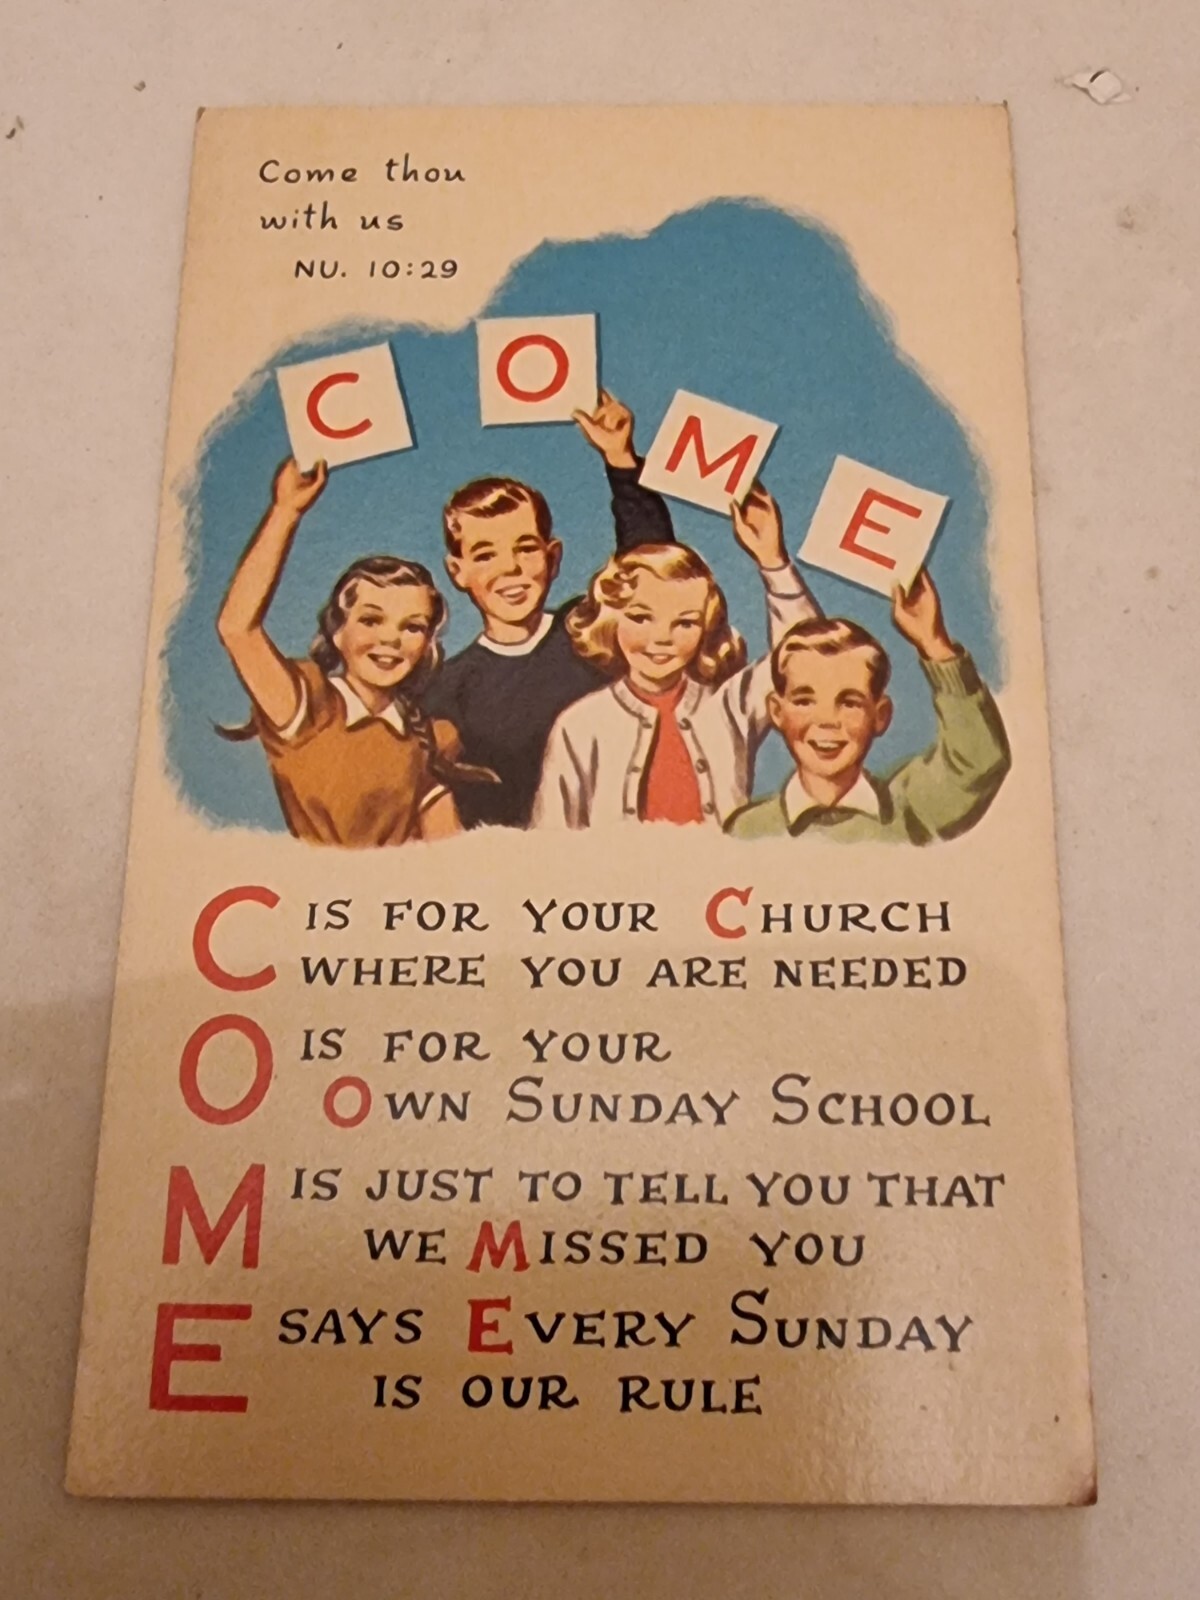 Come thou
with us
NU. 10:29
C O M E
C IS FOR YOUR CHURCH
WHERE YOU ARE NEEDED
O IS FOR YOUR
OWN SUNDAY SCHOOL
M IS JUST TO TELL YOU THAT
WE MISSED YOU
E SAYS EVERY SUNDAY
IS OUR RULE